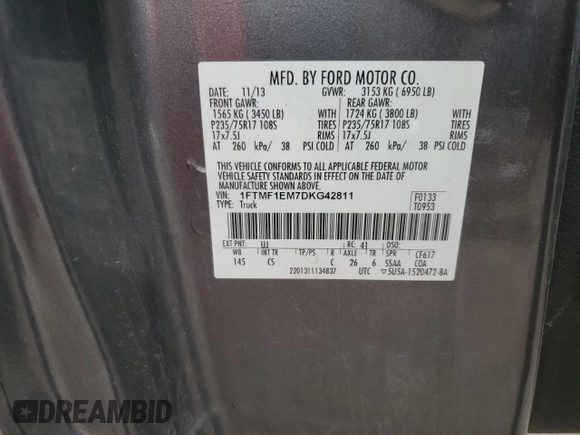 MFD. BY FORD MOTOR CO.
DATE: 11/13 GVWR: 3153 KG ( 6950 LB)
FRONT GAWR: REAR GAWR:
1565 KG ( 3450 LB) WITH 1724 KG ( 3800 LB) WITH
P235/75R17 108S TIRES P235/75R17 108S TIRES
17x7.5J RIMS 17x7.5J RIMS
AT 260 kPa/ 38 PSI COLD AT 260 kPa/ 38 PSI COLD
THIS VEHICLE CONFORMS TO ALL APPLICABLE FEDERAL MOTOR
VEHICLE SAFETY STANDARDS IN EFFECT ON THE DATE OF
MANUFACTURE SHOWN ABOVE.
VIN: 1FTMF1EM7DKG42811 F0133
TYPE: Truck T0953
EXT PNT: UJ RC: 41 DSO:
WB INT TR TP/PS R AXLE TR SPR CF617
145 CS C 26 6 SSAA COA
2201311134837 UTC ▽5U5A-1520472-BA
DREAMBID